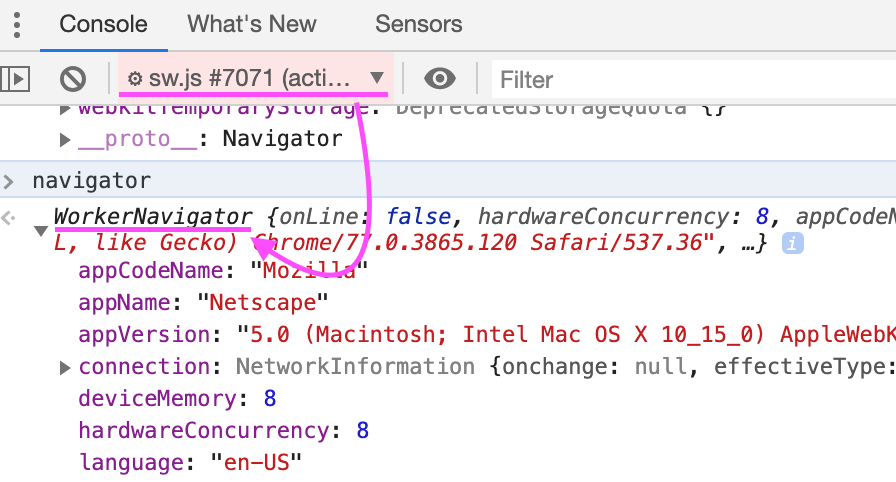 Console What's New Sensors
sw.js #7071 (acti... Filter
webkitTemporaryStorage: DeprecatedStorageQuota {}
__proto__: Navigator
navigator
WorkerNavigator {onLine: false, hardwareConcurrency: 8, appCodeN
L, like Gecko) Chrome/77.0.3865.120 Safari/537.36", …} i
appCodeName: "Mozilla"
appName: "Netscape"
appVersion: "5.0 (Macintosh; Intel Mac OS X 10_15_0) AppleWebK
connection: NetworkInformation {onchange: null, effectiveType:
deviceMemory: 8
hardwareConcurrency: 8
language: "en-US"